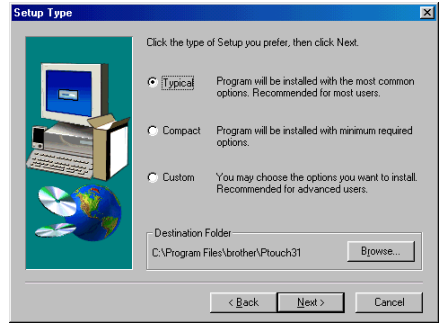 Setup Type
Click the type of Setup you prefer, then click Next.
Typical
Program will be installed with the most common
options. Recommended for most users.
Compact
Program will be installed with minimum required
options.
Custom
You may choose the options you want to install.
Recommended for advanced users.
Destination Folder
C:\Program Files\brother\Ptouch31
Browse...
< Back
Next >
Cancel